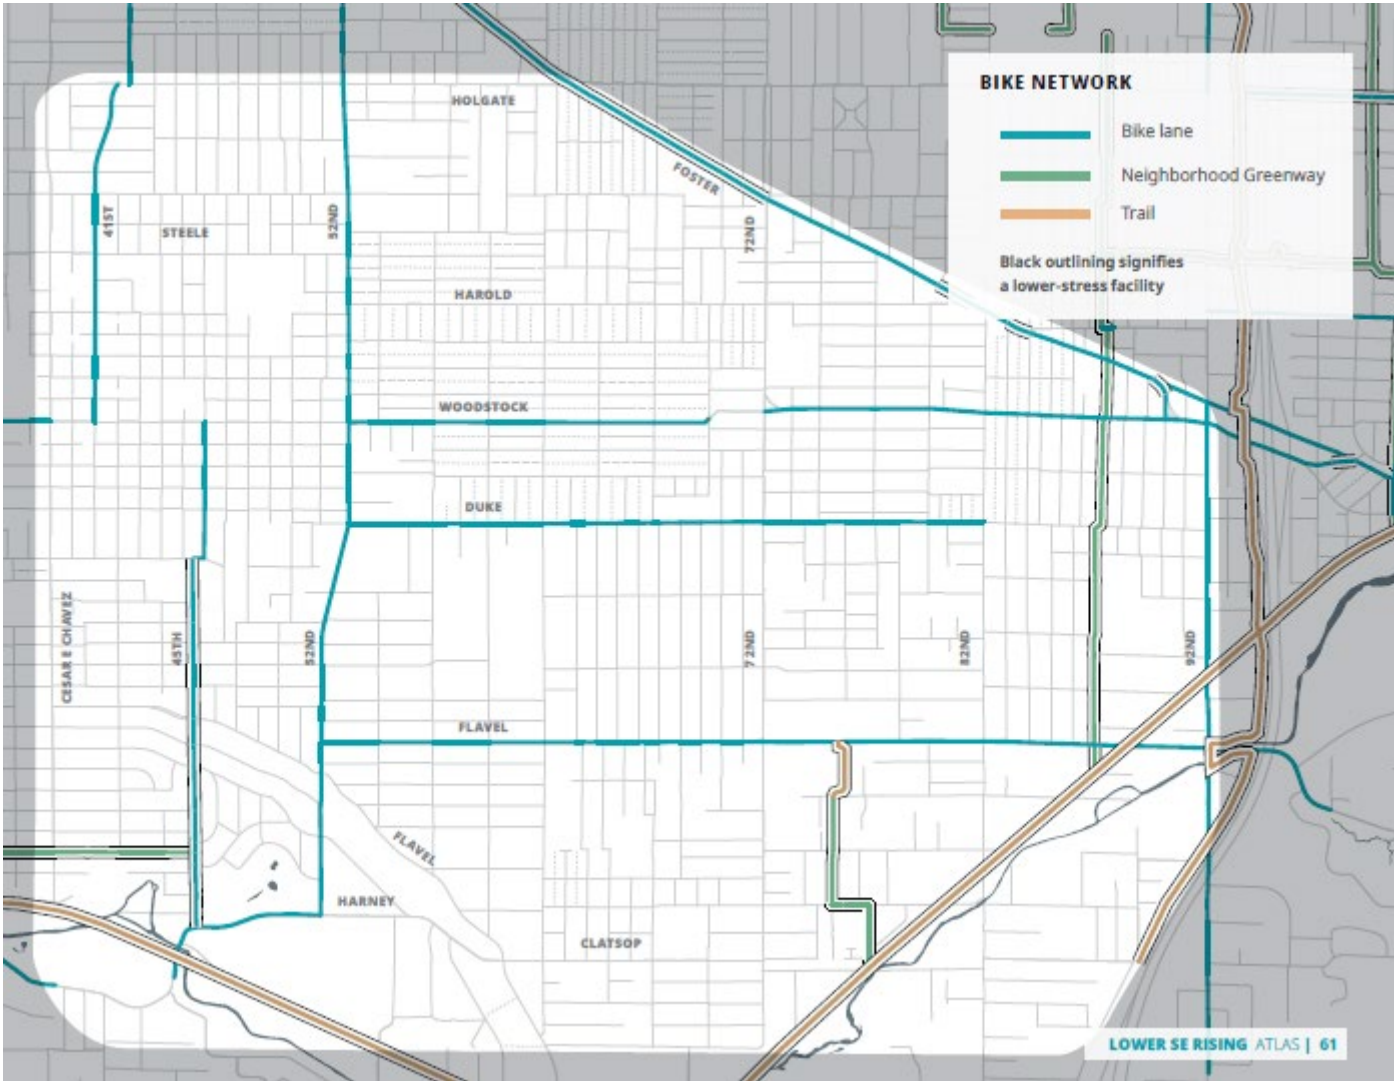 BIKE NETWORK
Bike lane
Neighborhood Greenway
Trail
Black outlining signifies
a lower-stress facility
HOLGATE
FOSTER
41ST
STEELE
52ND
72ND
HAROLD
WOODSTOCK
DUKE
CESAR E CHAVEZ
45TH
52ND
72ND
82ND
92ND
FLAVEL
FLAVEL
HARNEY
CLATSOP
LOWER SE RISING ATLAS | 61